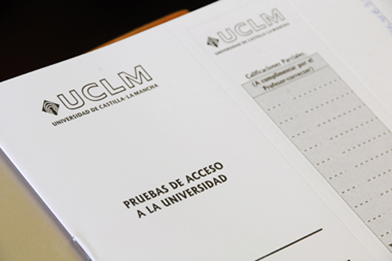 UCLM
UNIVERSIDAD DE CASTILLA-LA MANCHA
PRUEBAS DE ACCESO
A LA UNIVERSIDAD
UCLM
UNIVERSIDAD DE CASTILLA-LA MANCHA
Calificaciones Parciales
(A cumplimentar por el
Profesor-corrector)